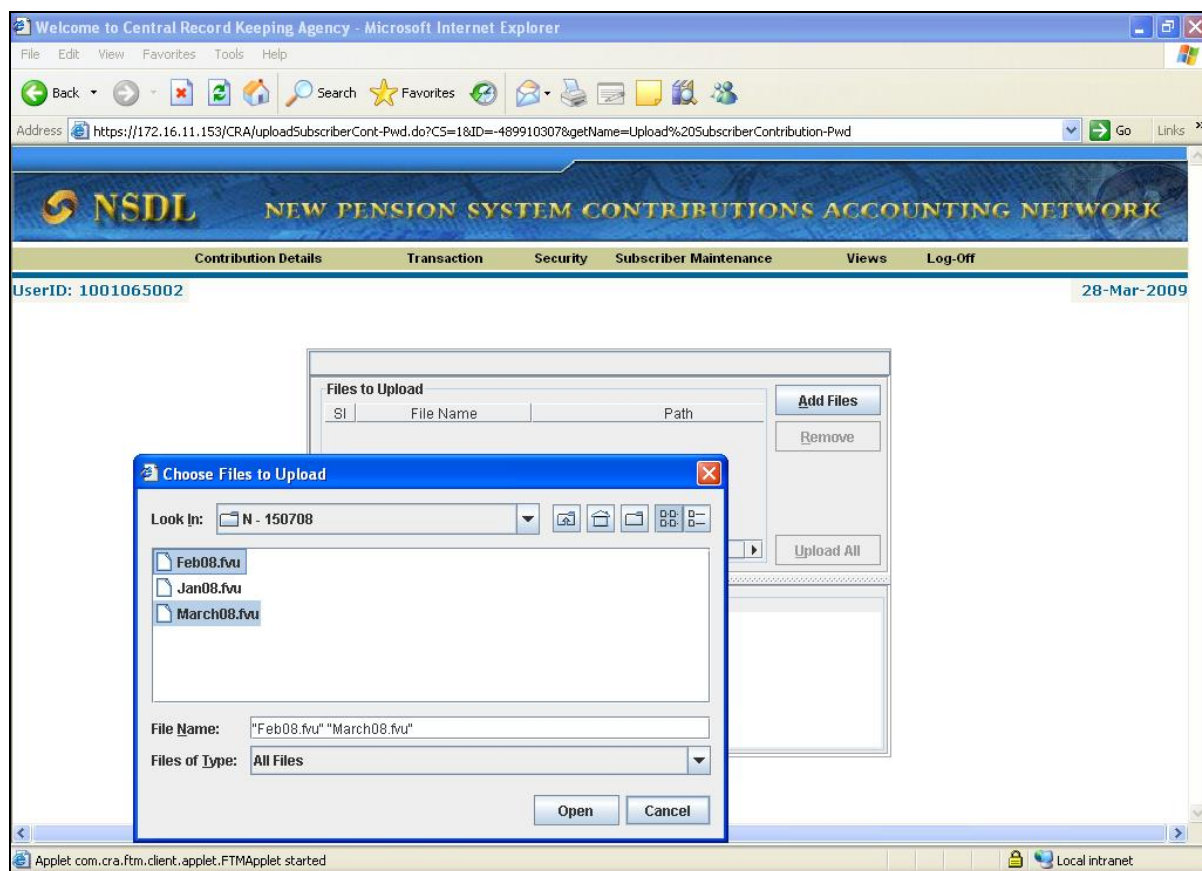 Welcome to Central Record Keeping Agency - Microsoft Internet Explorer
File Edit View Favorites Tools Help
Back Search Favorites
Address https://172.16.11.153/CRA/uploadSubscriberCont-Pwd.do?CS=1&ID=-489910307&getName=Upload%20SubscriberContribution-Pwd Go Links »
NSDL NEW PENSION SYSTEM CONTRIBUTIONS ACCOUNTING NETWORK
Contribution Details Transaction Security Subscriber Maintenance Views Log-Off
UserID: 1001065002 28-Mar-2009
Files to Upload
Sl File Name Path
Add Files
Remove
Upload All
Choose Files to Upload
Look In: N - 150708
Feb08.fvu
Jan08.fvu
March08.fvu
File Name: "Feb08.fvu" "March08.fvu"
Files of Type: All Files
Open Cancel
Applet com.cra.ftm.client.applet.FTMApplet started Local intranet